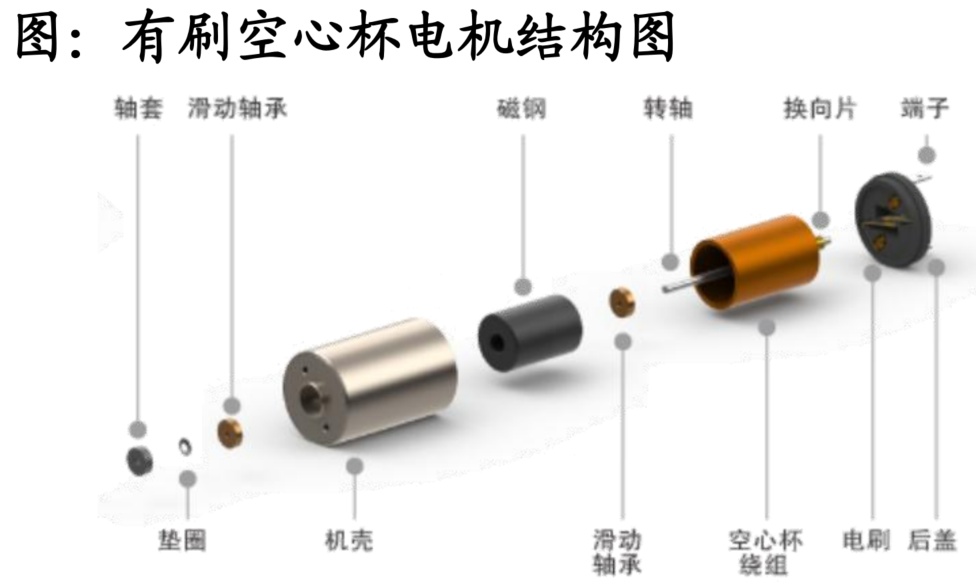 图：有刷空心杯电机结构图
轴套 滑动轴承 磁钢 转轴 换向片 端子
垫圈 机壳 滑动 空心杯 电刷 后盖
轴承 绕组